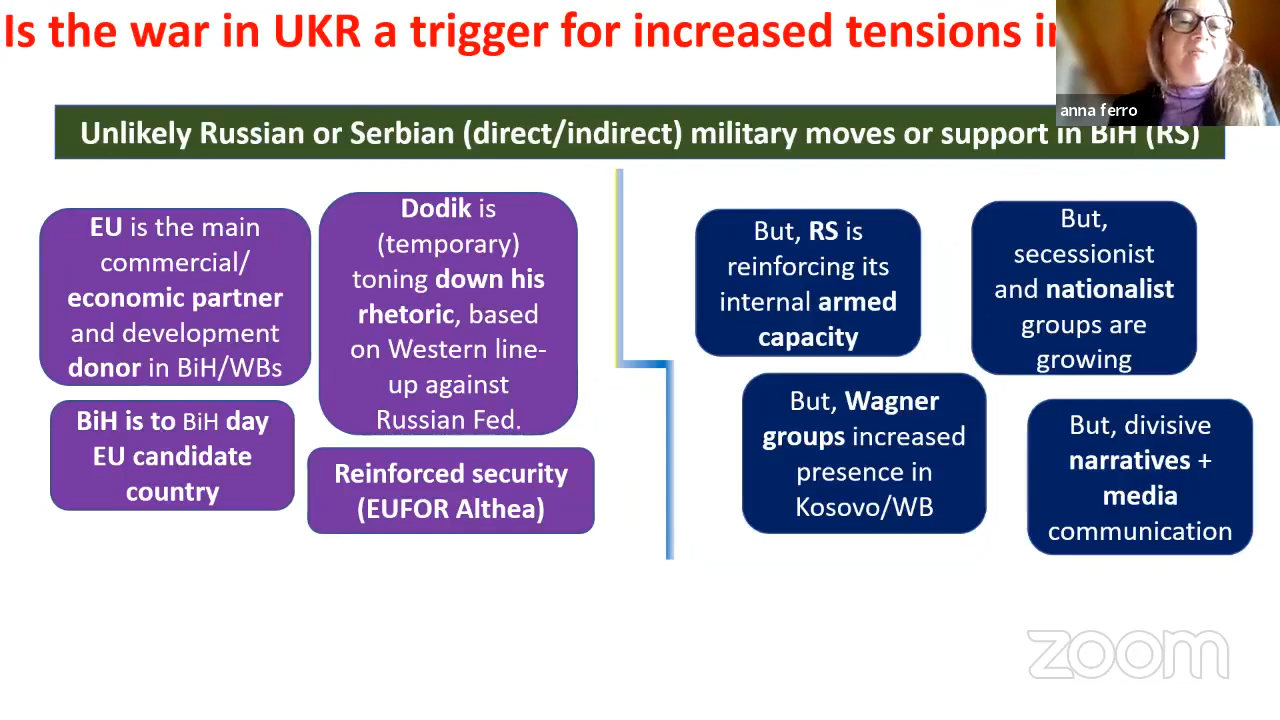 Is the war in UKR a trigger for increased tensions in
anna ferro
Unlikely Russian or Serbian (direct/indirect) military moves or support in BiH (RS)
EU is the main
commercial/
economic partner
and development
donor in BiH/WBs
Dodik is
(temporary)
toning down his
rhetoric, based
on Western line-
up against
Russian Fed.
BiH is to BiH day
EU candidate
country
Reinforced security
(EUFOR Althea)
But, RS is
reinforcing its
internal armed
capacity
But,
secessionist
and nationalist
groups are
growing
But, Wagner
groups increased
presence in
Kosovo/WB
But, divisive
narratives +
media
communication
zoom